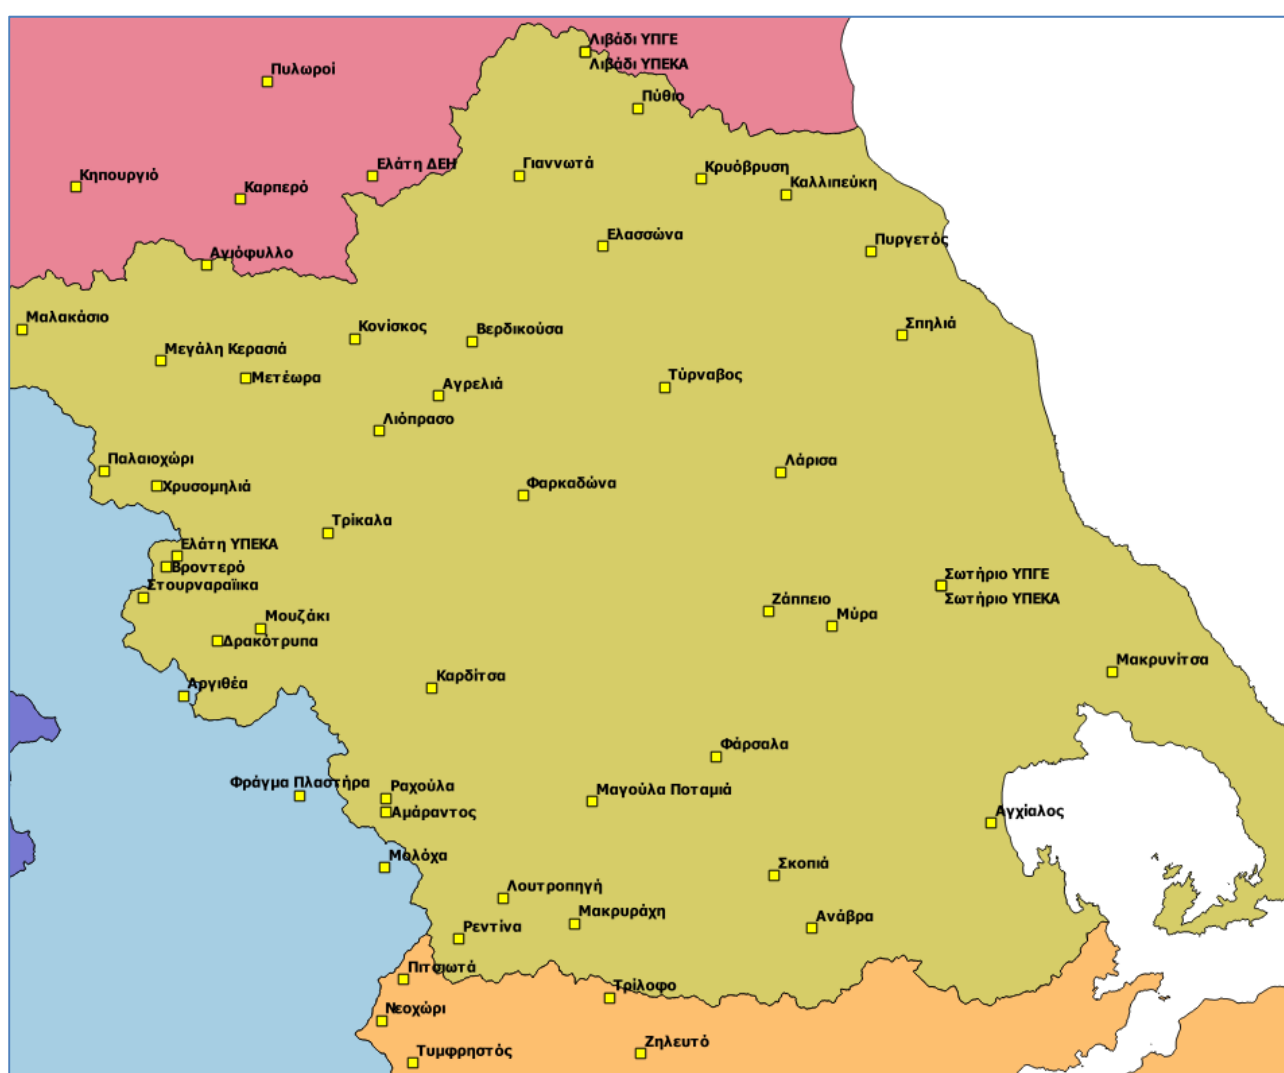 Λιβάδι ΥΠΓΕ
Λιβάδι ΥΠΕΚΑ
Πυλωροί
Πύθιο
Ελάτη ΔΕΗ
Γιαννωτά
Κρυόβρυση
Κηπουργιό
Καρπερό
Καλλιπεύκη
Ελασσώνα
Πυργετός
Αγιόφυλλο
Μαλακάσιο
Κονίσκος
Βερδικούσα
Σπηλιά
Μεγάλη Κερασιά
Μετέωρα
Τύρναβος
Αγρελιά
Λιόπρασο
Παλαιοχώρι
Λάρισα
Χρυσομηλιά
Φαρκαδώνα
Τρίκαλα
Ελάτη ΥΠΕΚΑ
Βροντερό
Σωτήριο ΥΠΓΕ
Στουρναραίικα
Σωτήριο ΥΠΕΚΑ
Ζάππειο
Μύρα
Μουζάκι
Δρακότρυπα
Μακρυνίτσα
Καρδίτσα
Αργιθέα
Φάρσαλα
Φράγμα Πλαστήρα
Ραχούλα
Μαγούλα Ποταμιά
Αμάραντος
Αγχίαλος
Μολόχα
Σκοπιά
Λουτροπηγή
Μακρυράχη
Ανάβρα
Ρεντίνα
Πιτσιωτά
Τρίλοφο
Νεοχώρι
Ζηλευτό
Τυμφρηστός